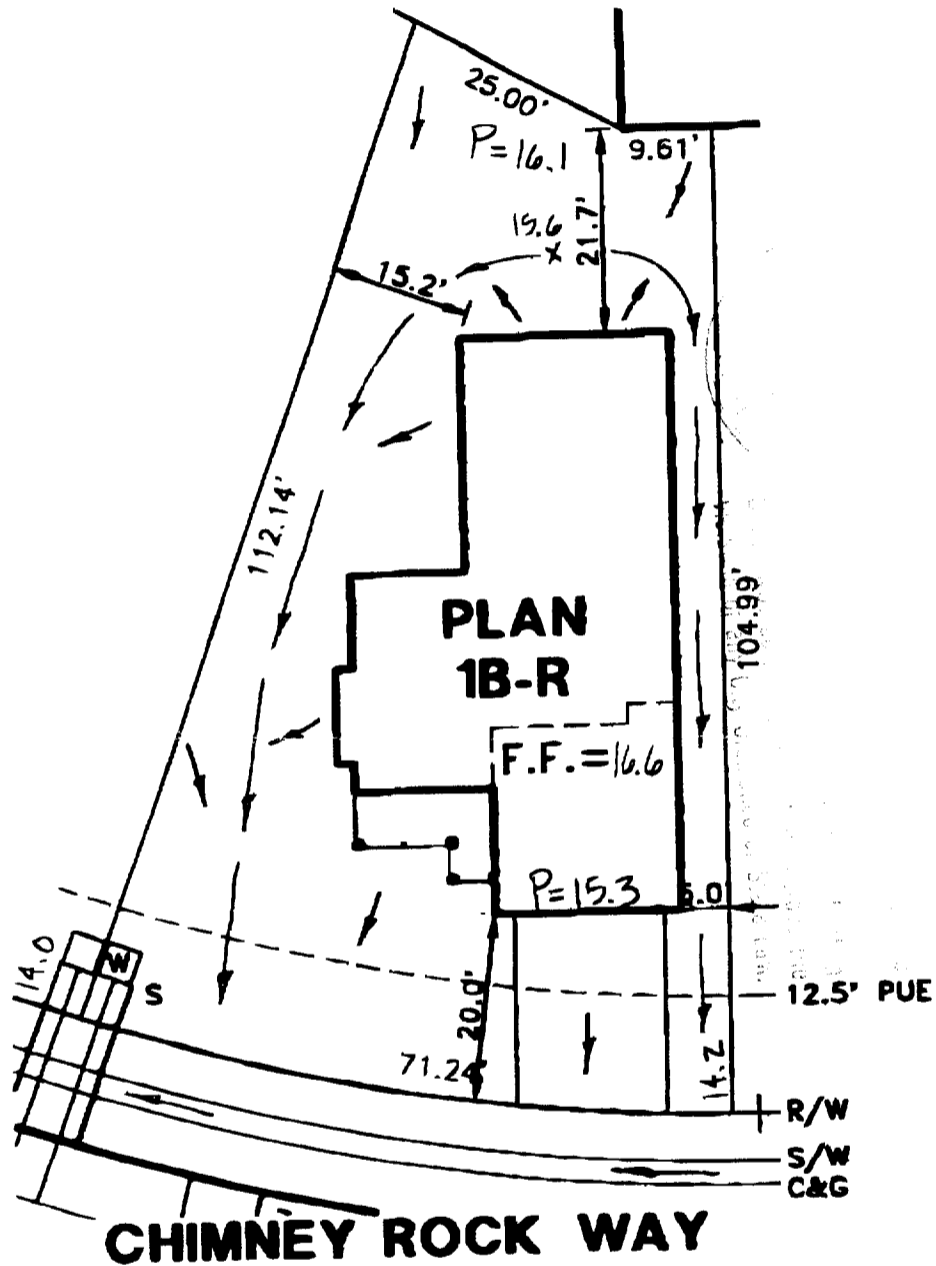 25.00'
P=16.1
9.61'
15.6
x
21.7'
15.2'
112.14'
PLAN
1B-R
104.99'
F.F.=16.6
P=15.3
5.0
14.0
W
S
20.0'
12.5' PUE
71.24'
14.2
R/W
S/W
C&G
CHIMNEY ROCK WAY